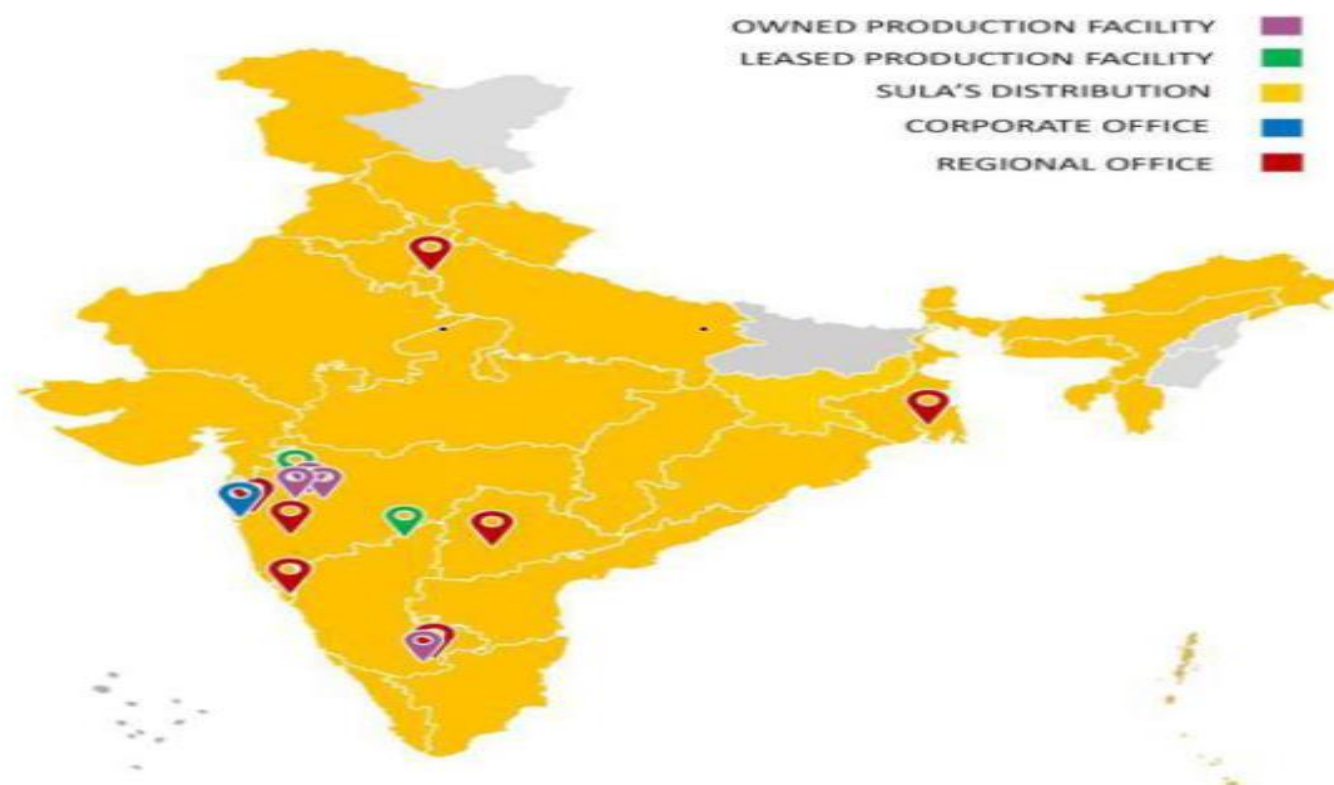 OWNED PRODUCTION FACILITY
LEASED PRODUCTION FACILITY
SULA'S DISTRIBUTION
CORPORATE OFFICE
REGIONAL OFFICE